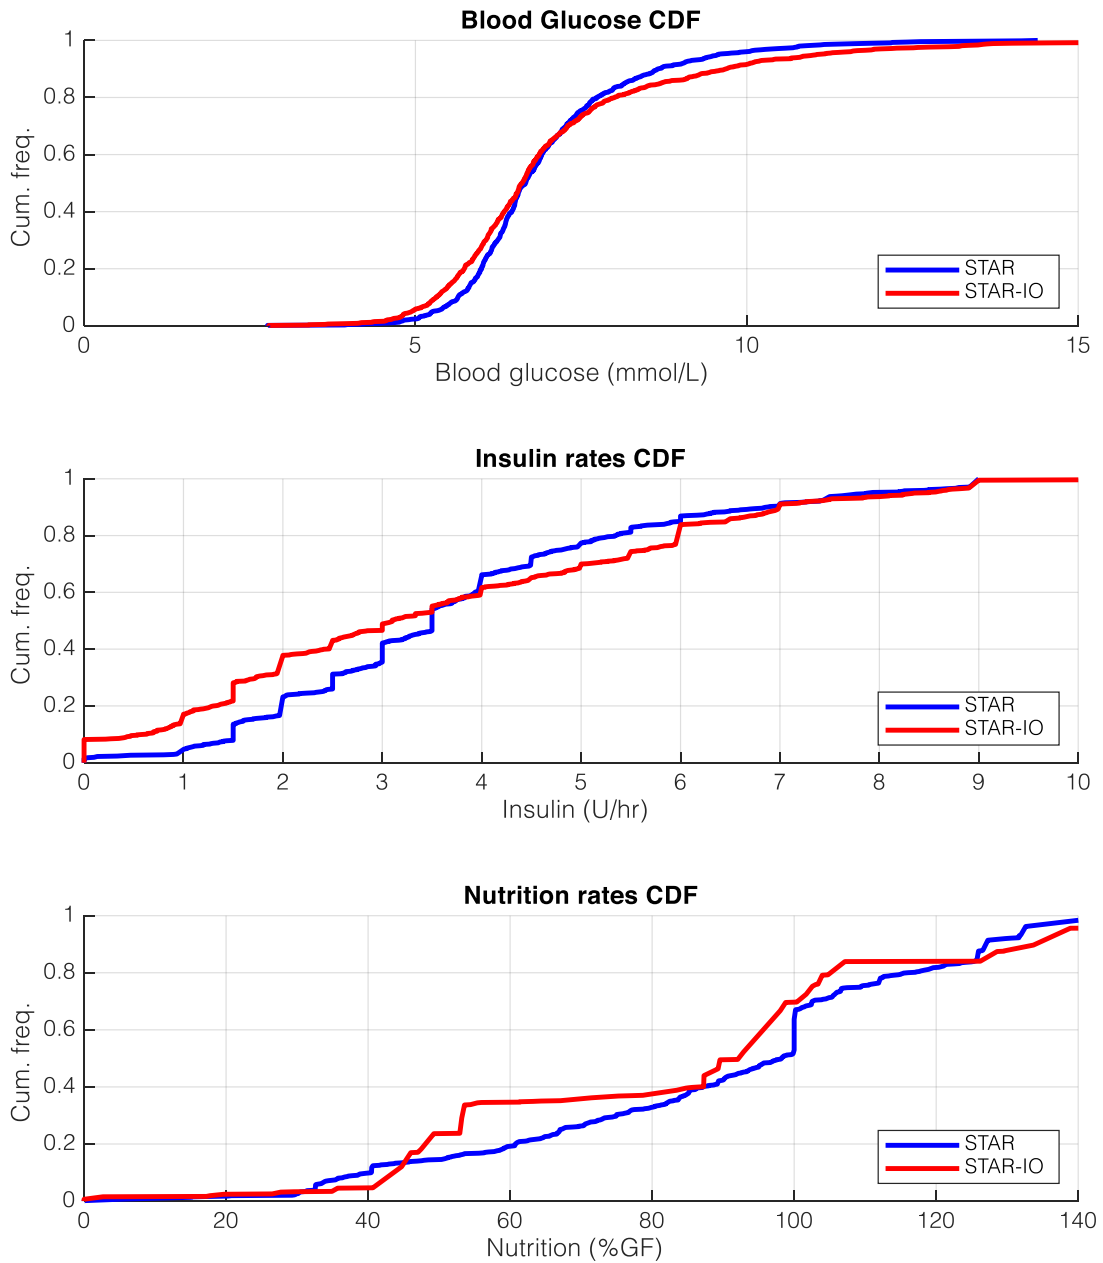 Blood Glucose CDF
1
0.8
0.6
0.4
0.2
0
Cum. freq.
STAR
STAR-IO
0 5 10 15
Blood glucose (mmol/L)
Insulin rates CDF
1
0.8
0.6
0.4
0.2
0
Cum. freq.
STAR
STAR-IO
0 1 2 3 4 5 6 7 8 9 10
Insulin (U/hr)
Nutrition rates CDF
1
0.8
0.6
0.4
0.2
0
Cum. freq.
STAR
STAR-IO
0 20 40 60 80 100 120 140
Nutrition (%GF)